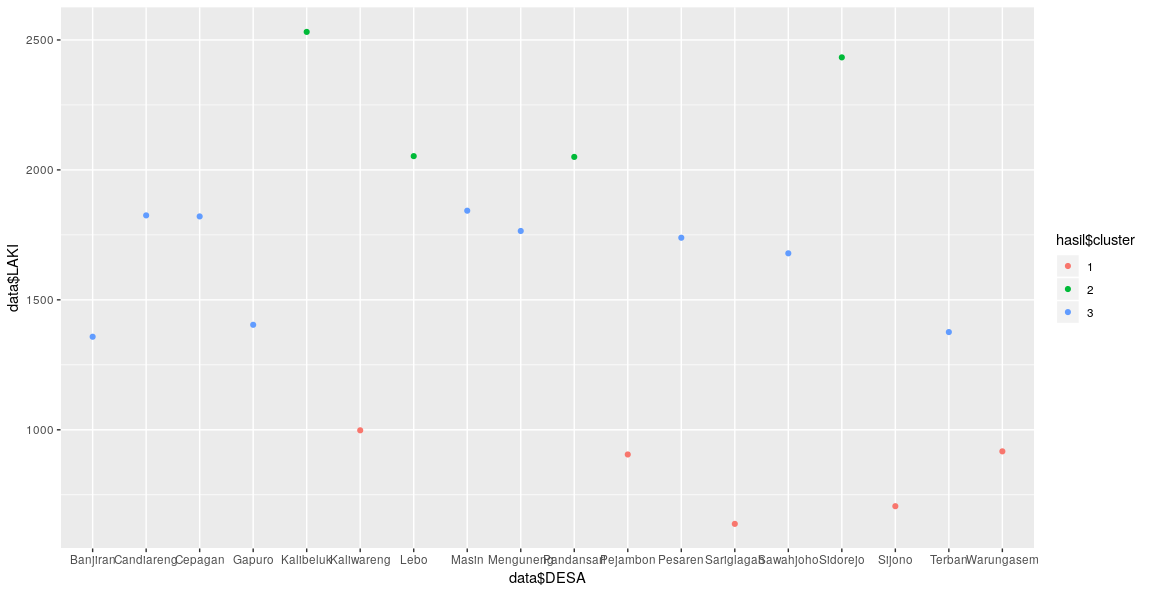 2500
2000
1500
1000
data$LAKI
Banjiran Candiareng Cepagan Gapuro Kalibeluk Kaliwareng Lebo Masin Menguneng Pandansari Pejambon Pesaren Sariglagah Sawahjoho Sidorejo Sijono Terban Warungasem
data$DESA
hasil$cluster
1
2
3